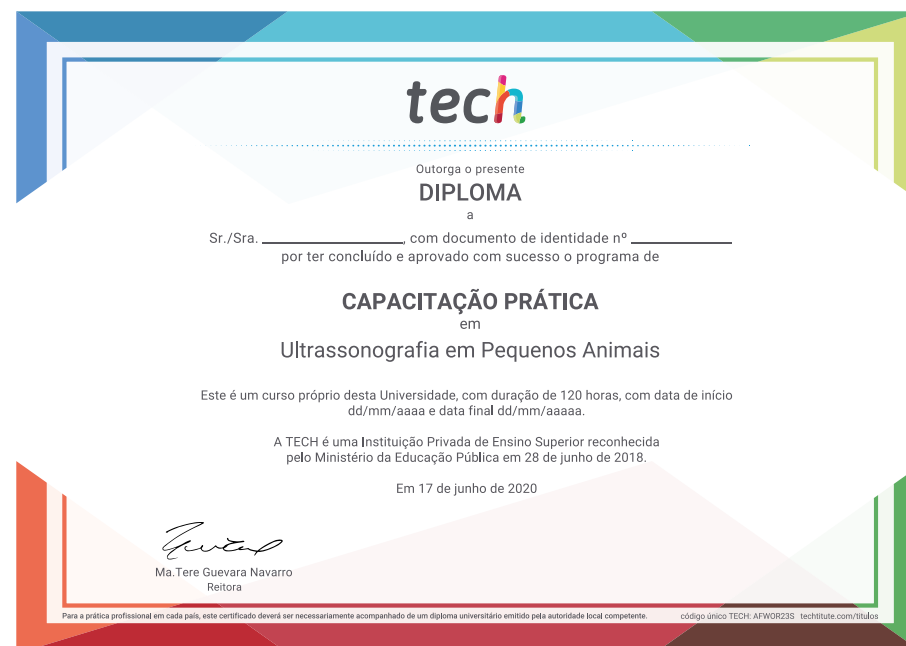 tech
Outorga o presente
DIPLOMA
a
Sr./Sra. ________________, com documento de identidade nº ____________
por ter concluído e aprovado com sucesso o programa de
CAPACITAÇÃO PRÁTICA
em
Ultrassonografia em Pequenos Animais
Este é um curso próprio desta Universidade, com duração de 120 horas, com data de início
dd/mm/aaaa e data final dd/mm/aaaaa.
A TECH é uma Instituição Privada de Ensino Superior reconhecida
pelo Ministério da Educação Pública em 28 de junho de 2018.
Em 17 de junho de 2020
Ma.Tere Guevara Navarro
Reitora
Para a prática profissional em cada país, este certificado deverá ser necessariamente acompanhado de um diploma universitário emitido pela autoridade local competente. código único TECH: AFWOR23S techtitute.com/titulos